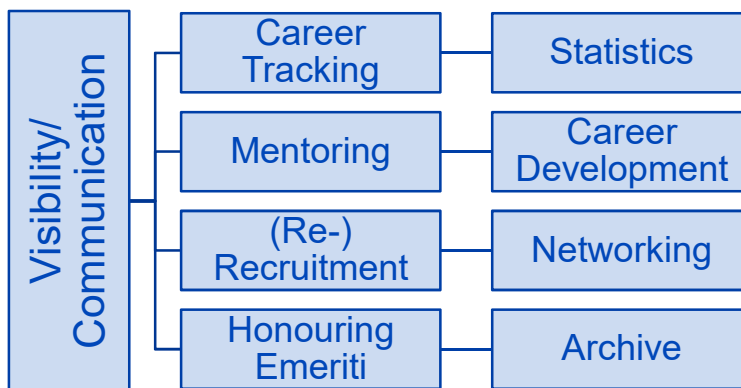 Visibility/
Communication
Career
Tracking
Statistics
Mentoring
Career
Development
(Re-)
Recruitment
Networking
Honouring
Emeriti
Archive